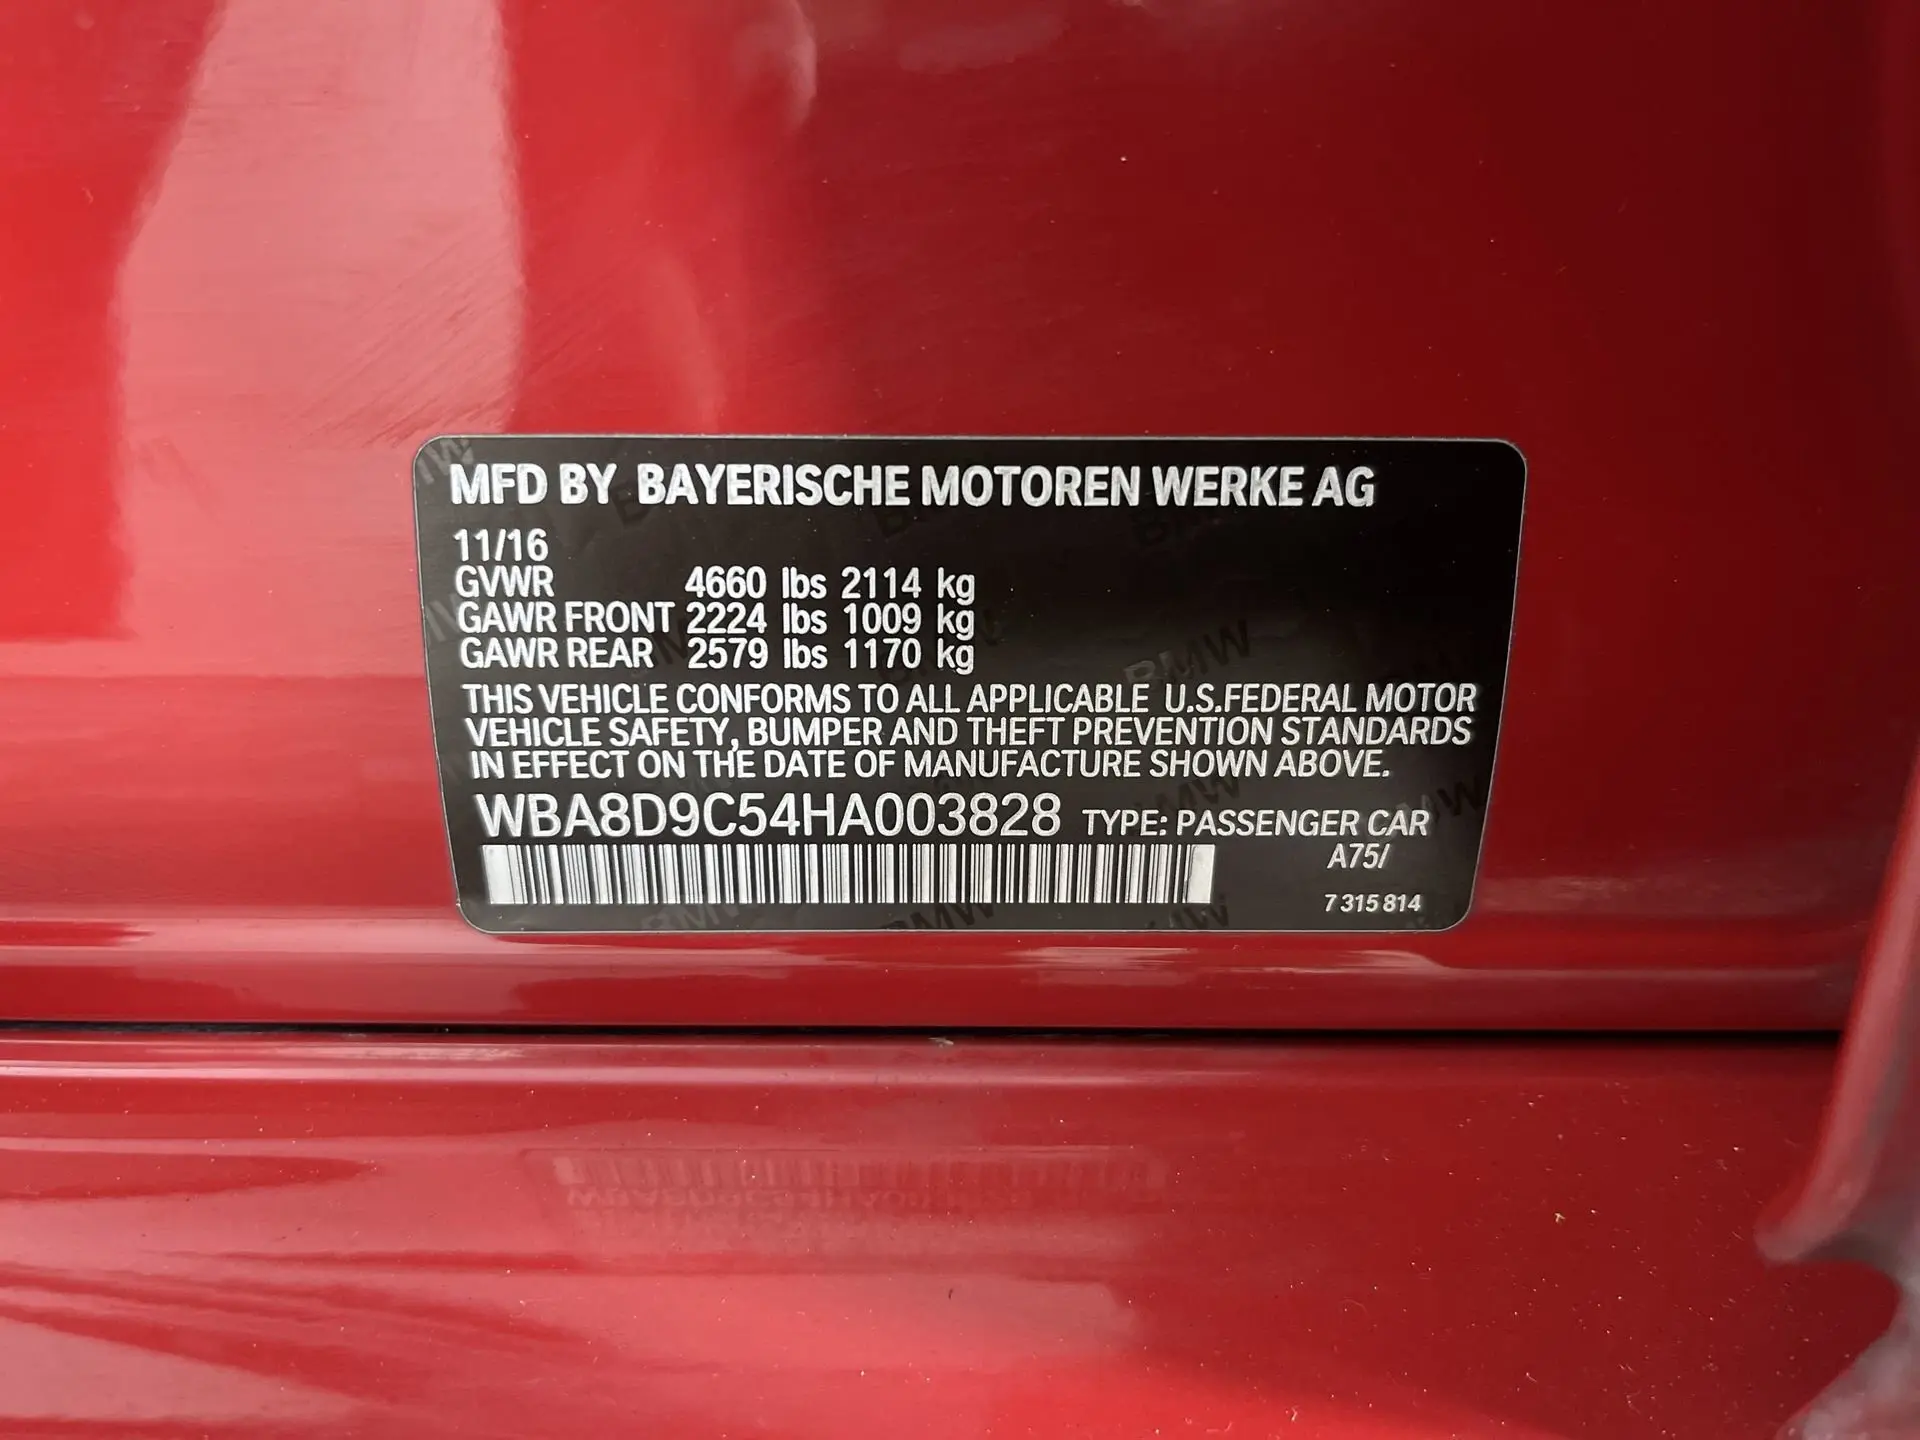 MFD BY BAYERISCHE MOTOREN WERKE AG
11/16
GVWR 4660 lbs 2114 kg
GAWR FRONT 2224 lbs 1009 kg
GAWR REAR 2579 lbs 1170 kg
THIS VEHICLE CONFORMS TO ALL APPLICABLE U.S.FEDERAL MOTOR
VEHICLE SAFETY, BUMPER AND THEFT PREVENTION STANDARDS
IN EFFECT ON THE DATE OF MANUFACTURE SHOWN ABOVE.
WBA8D9C54HA003828 TYPE: PASSENGER CAR
A75/
7 315 814